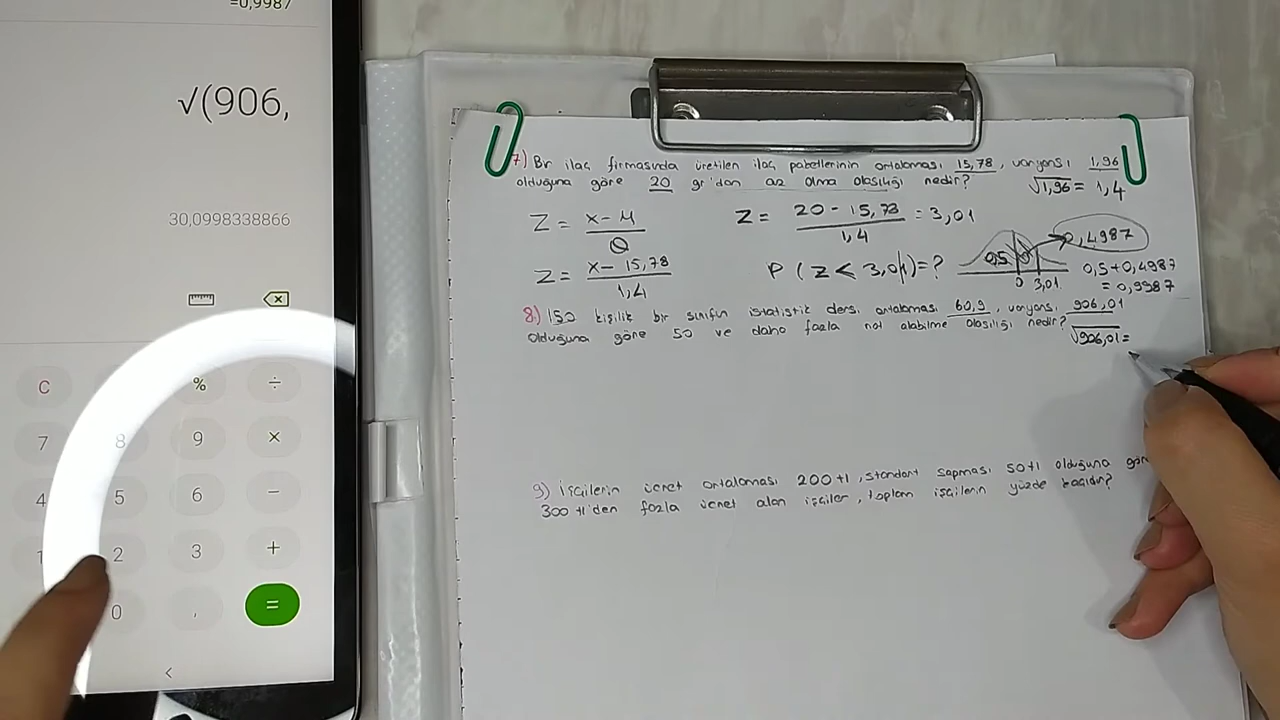 =0,9987
√(906,
30,0998338866
C
%
÷
7
8
9
×
4
5
6
−
1
2
3
+
0
,
=
7) Bir ilaç firmasında üretilen ilaç paketlerinin ortalaması 15,78, varyansı 1,96
olduğuna göre 20 gr'dan az olma olasılığı nedir?
√1,96 = 1,4
Z = x - M / Q
Z = 20 - 15,78 / 1,4 = 3,01
Z = x - 15,78 / 1,4
P ( Z < 3,01) = ?
0,5
0 3,01
0,4987
0,5+0,4987
= 0,9987
8) 150 kişilik bir sınıfın istatistik dersi ortalaması 60,9, varyansı 906,01
olduğuna göre 50 ve daha fazla not alabilme olasılığı nedir?
√906,01 =
9) İşçilerin ücret ortalaması 200 tl, standart sapması 50 tl olduğuna gör
300 tl'den fazla ücret alan işçiler, toplam işçilerin yüzde kaçıdır?